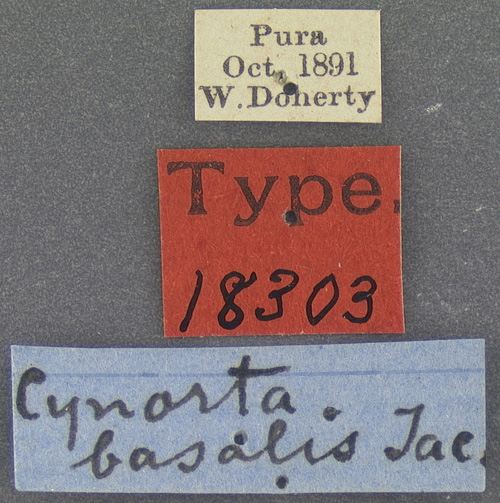 Pura
Oct. 1891
W. Doherty
Type.
18303
Cynorta
basalis Jac.